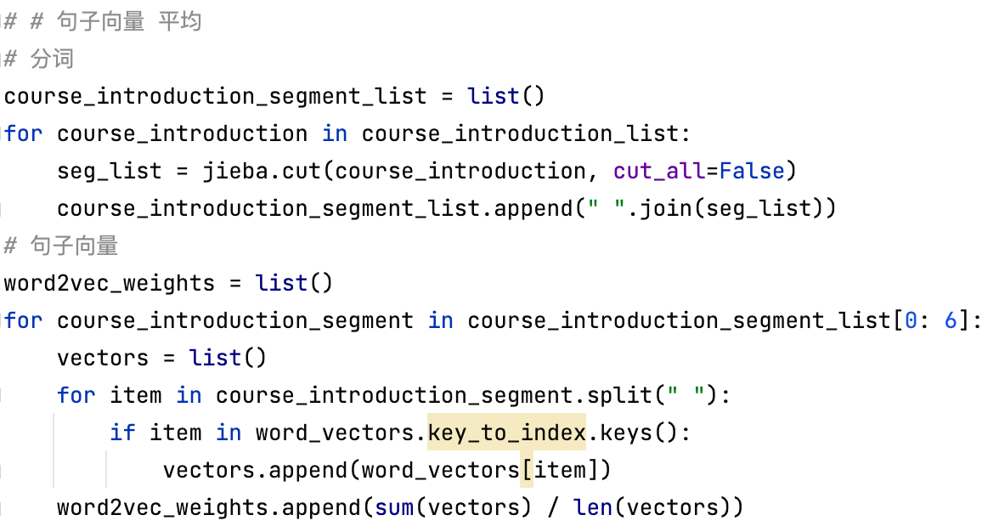 # # 句子向量 平均
# 分词
course_introduction_segment_list = list()
for course_introduction in course_introduction_list:
    seg_list = jieba.cut(course_introduction, cut_all=False)
    course_introduction_segment_list.append(" ".join(seg_list))
# 句子向量
word2vec_weights = list()
for course_introduction_segment in course_introduction_segment_list[0: 6]:
    vectors = list()
    for item in course_introduction_segment.split(" "):
        if item in word_vectors.key_to_index.keys():
            vectors.append(word_vectors[item])
    word2vec_weights.append(sum(vectors) / len(vectors))